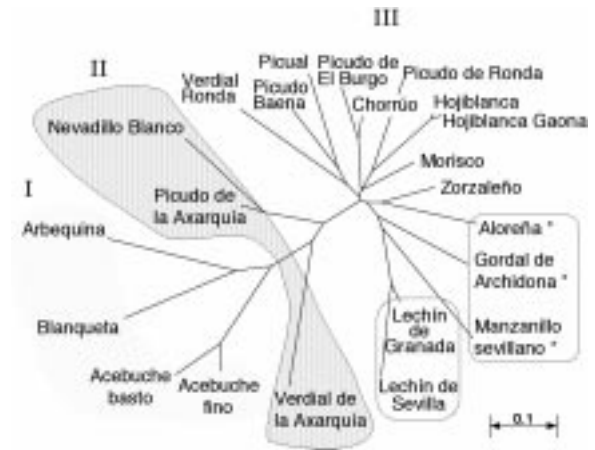 III
II
I
Verdial
Ronda
Picual
Picudo
Baena
Picudo de
El Burgo
Chorrúo
Picudo de Ronda
Hojiblanca
Hojiblanca Gaona
Morisco
Zorzaleño
Aloreña *
Gordal de
Archidona *
Manzanillo
sevillano *
Lechín
de
Granada
Lechín de
Sevilla
Nevadillo Blanco
Picudo de
la Axarquía
Arbequina
Blanqueta
Acebuche
basto
Acebuche
fino
Verdial de
la Axarquía
0.1